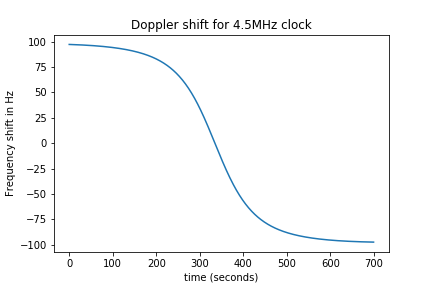 Doppler shift for 4.5MHz clock
Frequency shift in Hz
100
75
50
25
0
−25
−50
−75
−100
0 100 200 300 400 500 600 700
time (seconds)